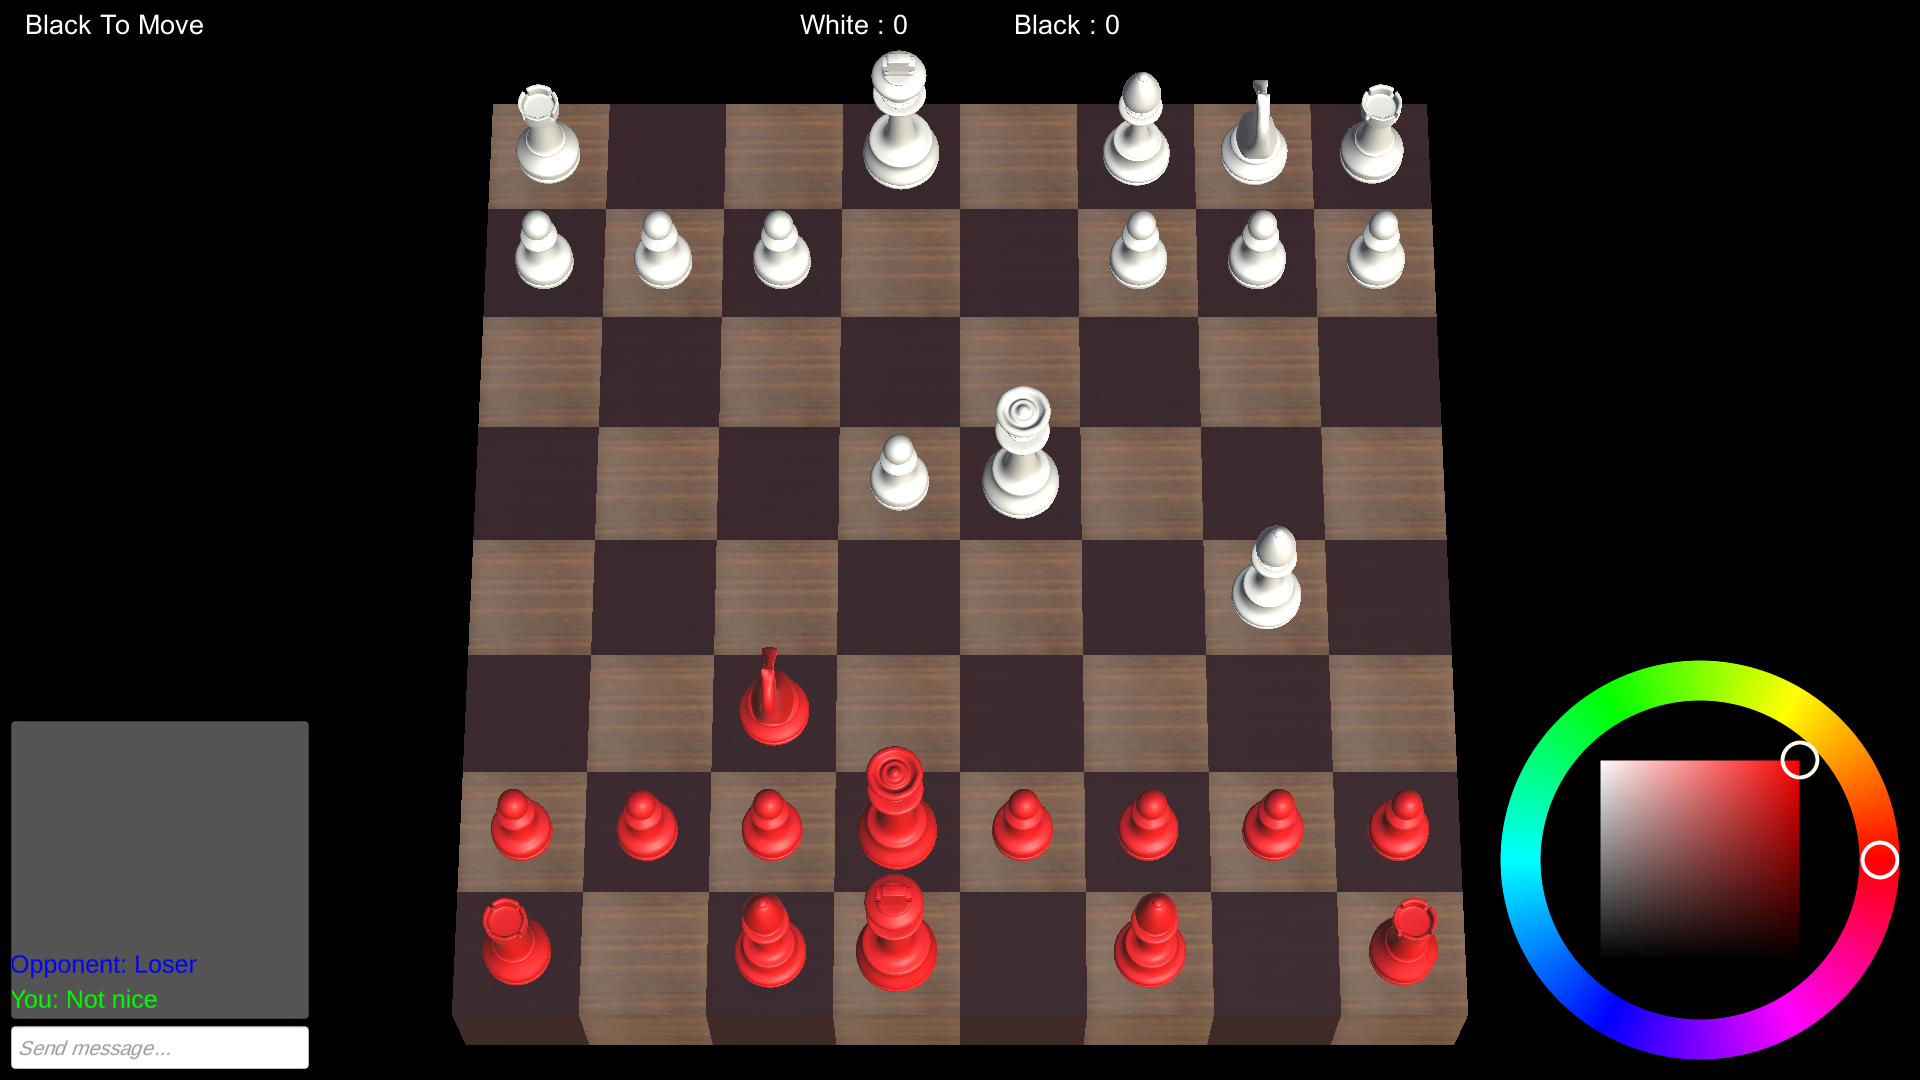 Black To Move
White : 0
Black : 0
Opponent: Loser
You: Not nice
Send message...